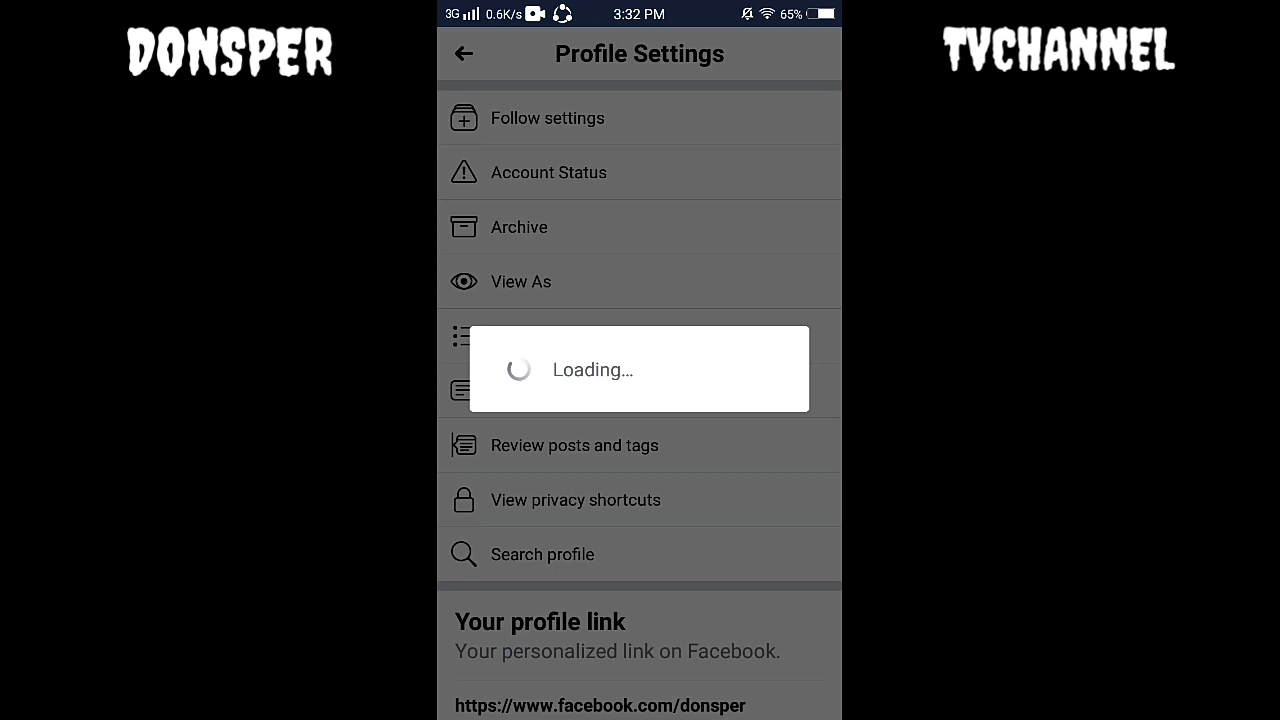 DONSPER
TVCHANNEL
3G 0.6K/s 3:32 PM 65%
Profile Settings
Follow settings
Account Status
Archive
View As
Loading...
Review posts and tags
View privacy shortcuts
Search profile
Your profile link
Your personalized link on Facebook.
https://www.facebook.com/donsper